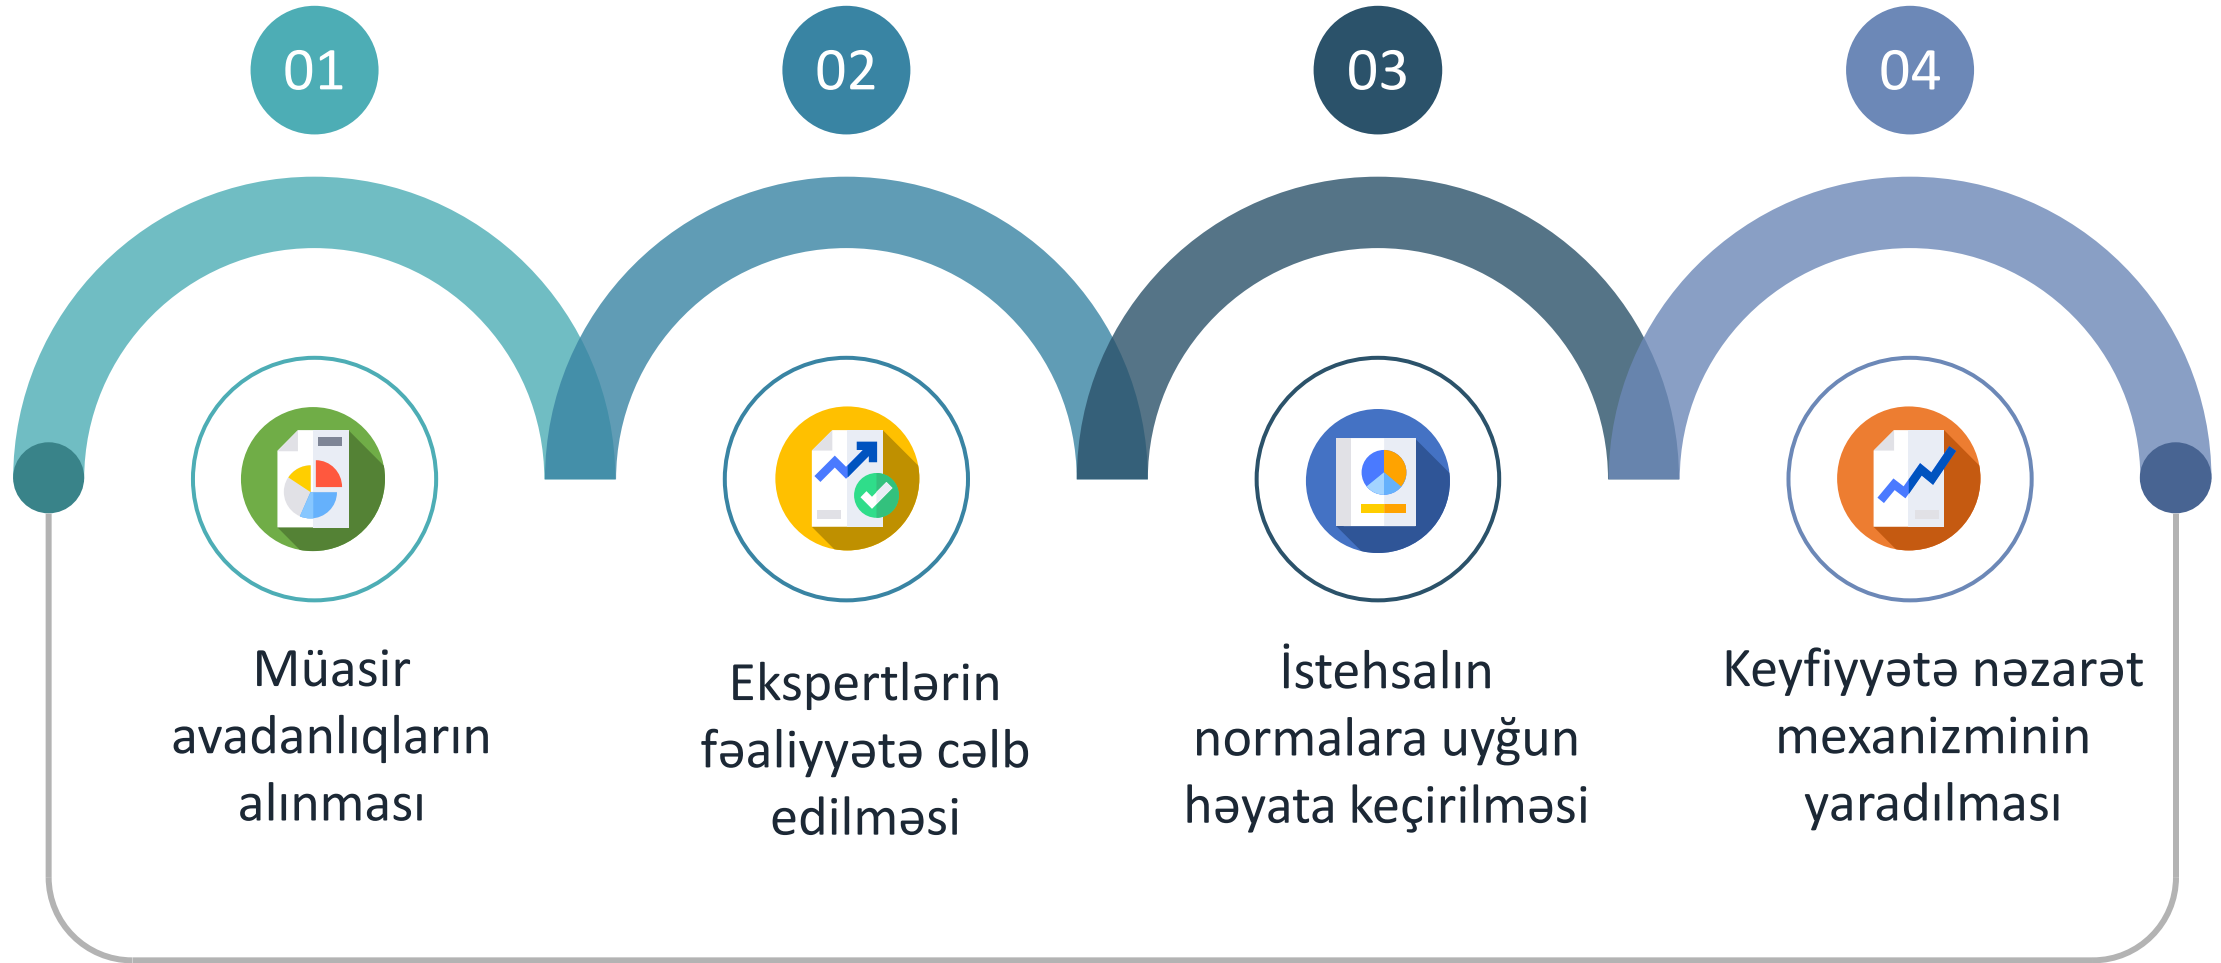 01
02
03
04
Müasir
avadanlıqların
alınması
Ekspertlərin
fəaliyyətə cəlb
edilməsi
İstehsalın
normalara uyğun
həyata keçirilməsi
Keyfiyyətə nəzarət
mexanizminin
yaradılması